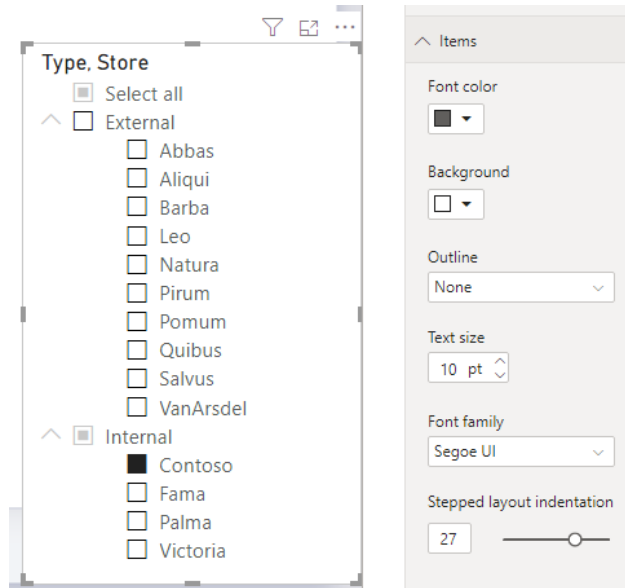 Type, Store
Select all
External
Abbas
Aliqui
Barba
Leo
Natura
Pirum
Pomum
Quibus
Salvus
VanArsdel
Internal
Contoso
Fama
Palma
Victoria
Items
Font color
Background
Outline
None
Text size
10 pt
Font family
Segoe UI
Stepped layout indentation
27